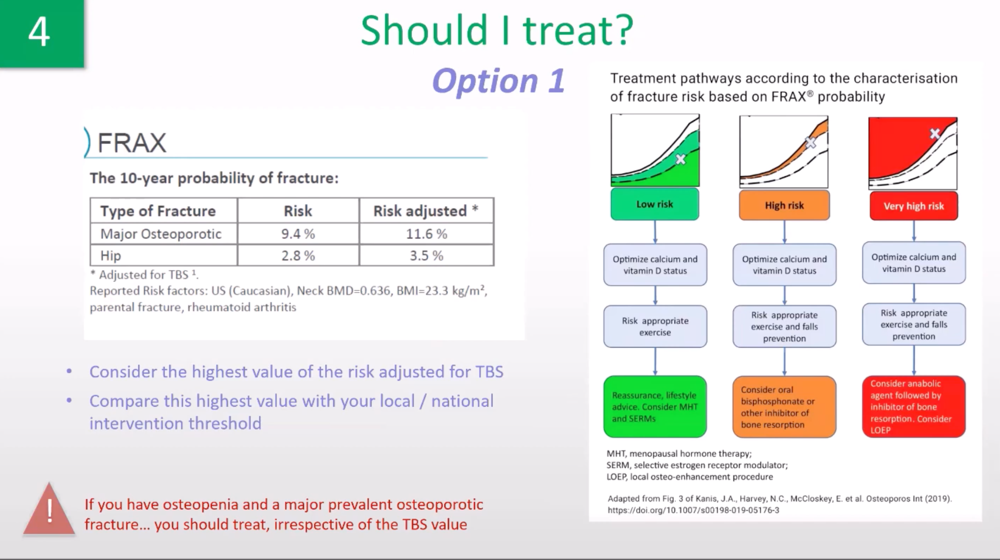 4
Should I treat?
Option 1
FRAX
The 10-year probability of fracture:
Type of Fracture Risk Risk adjusted *
Major Osteoporotic 9.4 % 11.6 %
Hip 2.8 % 3.5 %
* Adjusted for TBS ¹.
Reported Risk factors: US (Caucasian), Neck BMD=0.636, BMI=23.3 kg/m²,
parental fracture, rheumatoid arthritis
• Consider the highest value of the risk adjusted for TBS
• Compare this highest value with your local / national
intervention threshold
!
If you have osteopenia and a major prevalent osteoporotic
fracture... you should treat, irrespective of the TBS value
Treatment pathways according to the characterisation
of fracture risk based on FRAX® probability
Low risk
Optimize calcium and
vitamin D status
Risk appropriate
exercise
Reassurance, lifestyle
advice. Consider MHT
and SERMs
High risk
Optimize calcium and
vitamin D status
Risk appropriate
exercise and falls
prevention
Consider oral
bisphosphonate or
other inhibitor of
bone resorption
Very high risk
Optimize calcium and
vitamin D status
Risk appropriate
exercise and falls
prevention
Consider anabolic
agent followed by
inhibitor of bone
resorption. Consider
LOEP
MHT, menopausal hormone therapy;
SERM, selective estrogen receptor modulator;
LOEP, local osteo-enhancement procedure
Adapted from Fig. 3 of Kanis, J.A., Harvey, N.C., McCloskey, E. et al. Osteoporos Int (2019).
https://doi.org/10.1007/s00198-019-05176-3